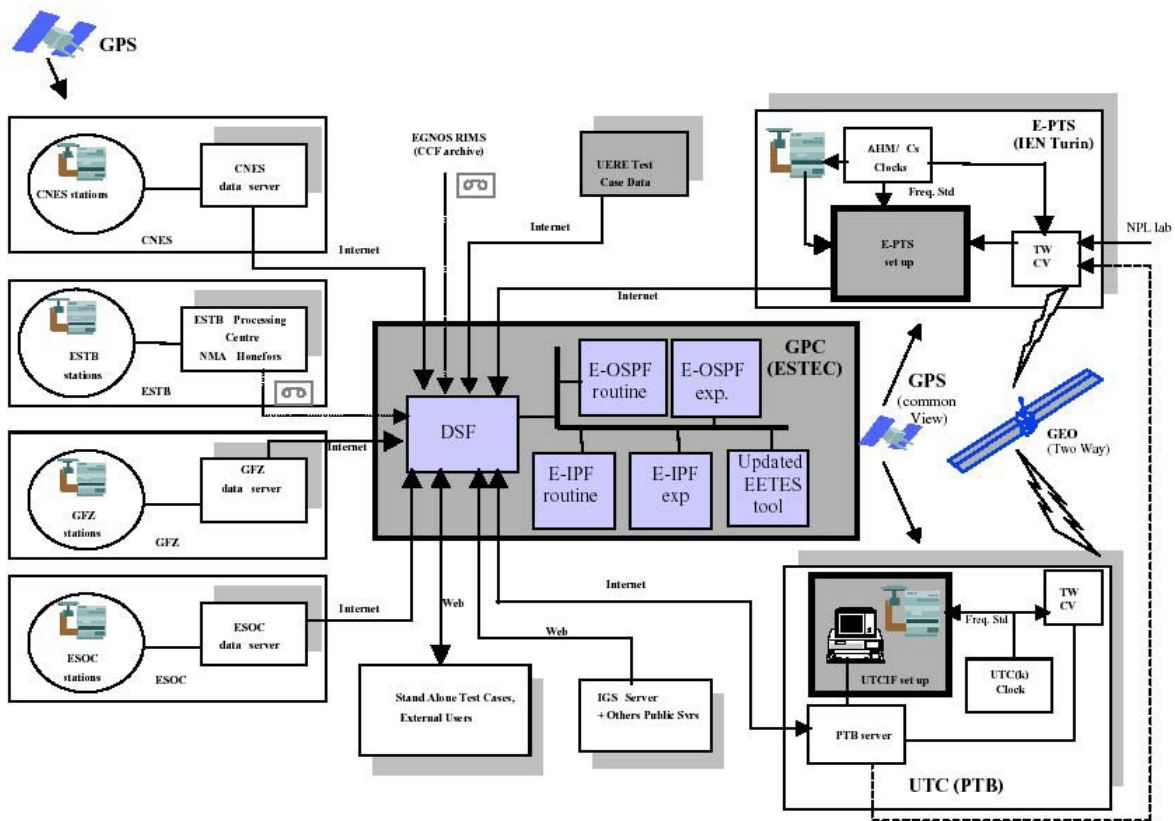 GPS
CNES stations
CNES
data server
CNES
Internet
EGNOS RIMS
(CCF archive)
UERE Test
Case Data
Internet
E-PTS
(IEN Turin)
AHM/ Cs
Clocks
Freq. Std
E-PTS
set up
TW
CV
NPL lab
Internet
ESTB
stations
ESTB Processing
Centre
NMA Honefoss
ESTB
GPC
(ESTEC)
E-OSPF
routine
E-OSPF
exp.
DSF
E-IPF
routine
E-IPF
exp
Updated
EETES
tool
GPS
(common
View)
GEO
(Two Way)
Internet
GFZ
stations
GFZ
data server
GFZ
ESOC
stations
ESOC
data server
ESOC
Internet
Web
Web
Internet
Stand Alone Test Cases,
External Users
IGS Server
+Others Public Svrs
UTCIF set up
Freq. Std
TW
CV
UTC(k)
Clock
PTB server
UTC (PTB)